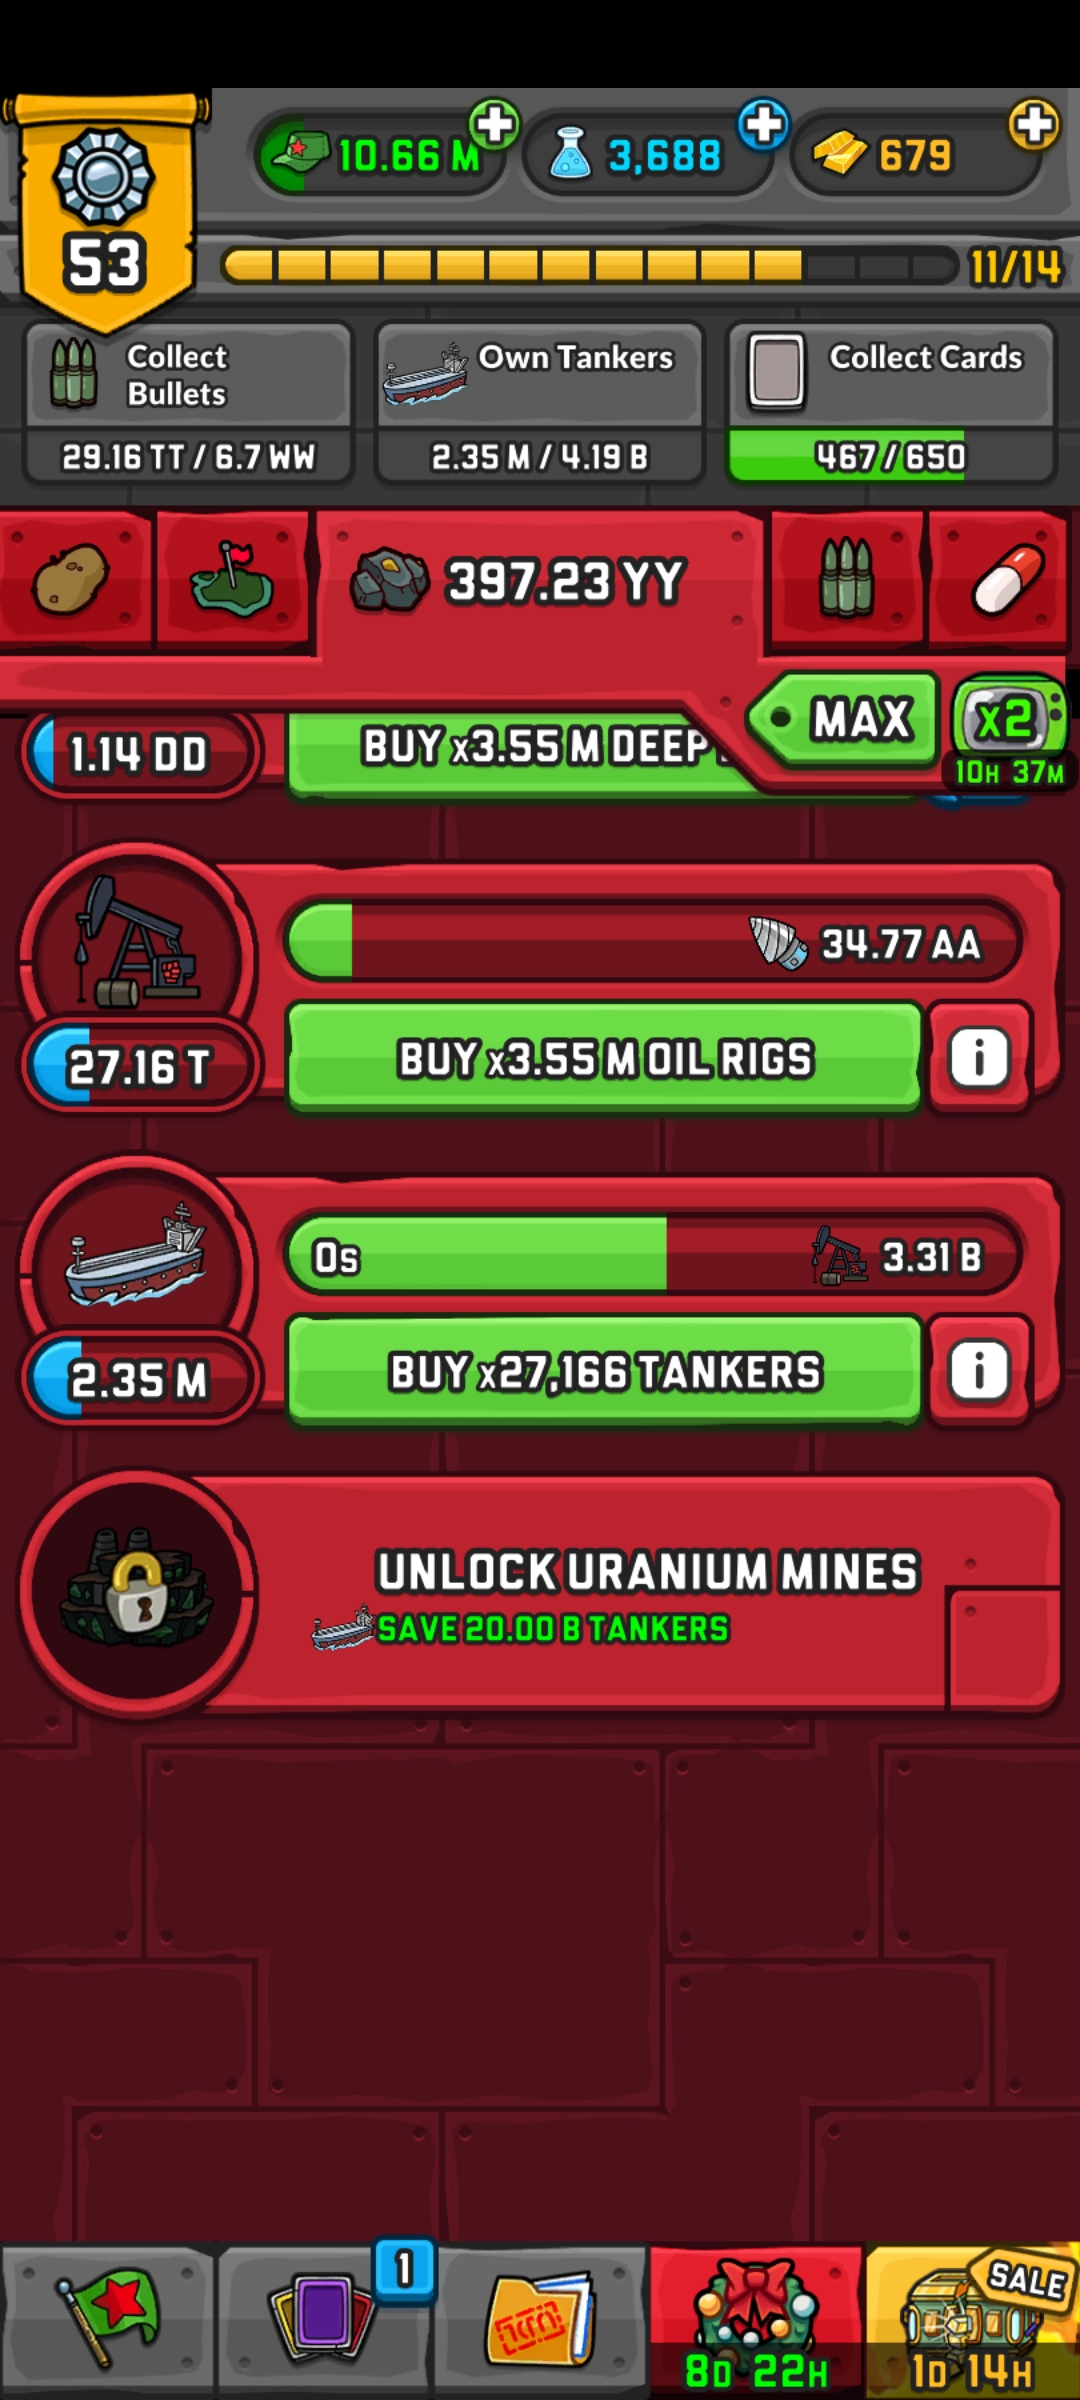 10.66 M
3,688
679
53
11/14
Collect
Bullets
Own Tankers
Collect Cards
29.16 TT / 6.7 WW
2.35 M / 4.19 B
467 / 650
397.23 YY
MAX
x2
10H 37M
1.14 DD
BUY x3.55 M DEEP
34.77 AA
27.16 T
BUY x3.55 M OIL RIGS
i
0s
3.31 B
2.35 M
BUY x27,166 TANKERS
i
UNLOCK URANIUM MINES
SAVE 20.00 B TANKERS
1
SALE
8D 22H
1D 14H